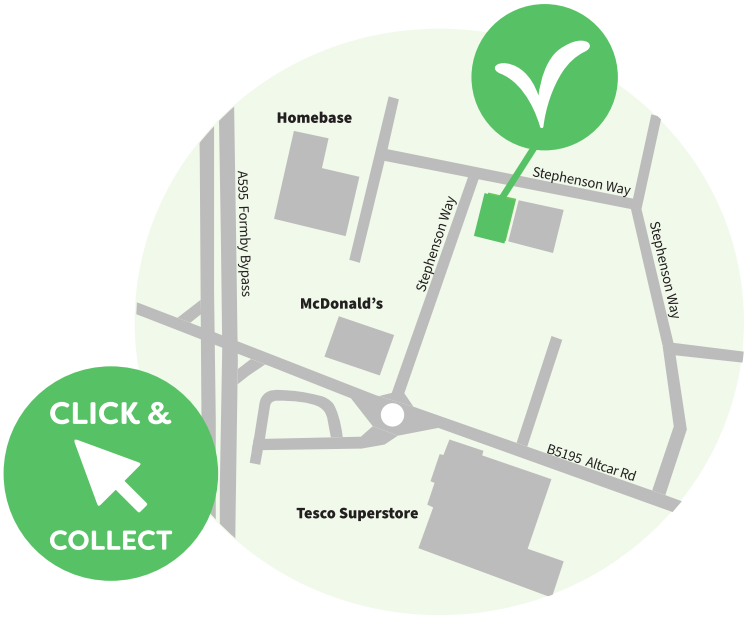 Homebase
Stephenson Way
A595 Formby Bypass
Stephenson Way
Stephenson Way
McDonald's
CLICK &
COLLECT
B5195 Altcar Rd
Tesco Superstore